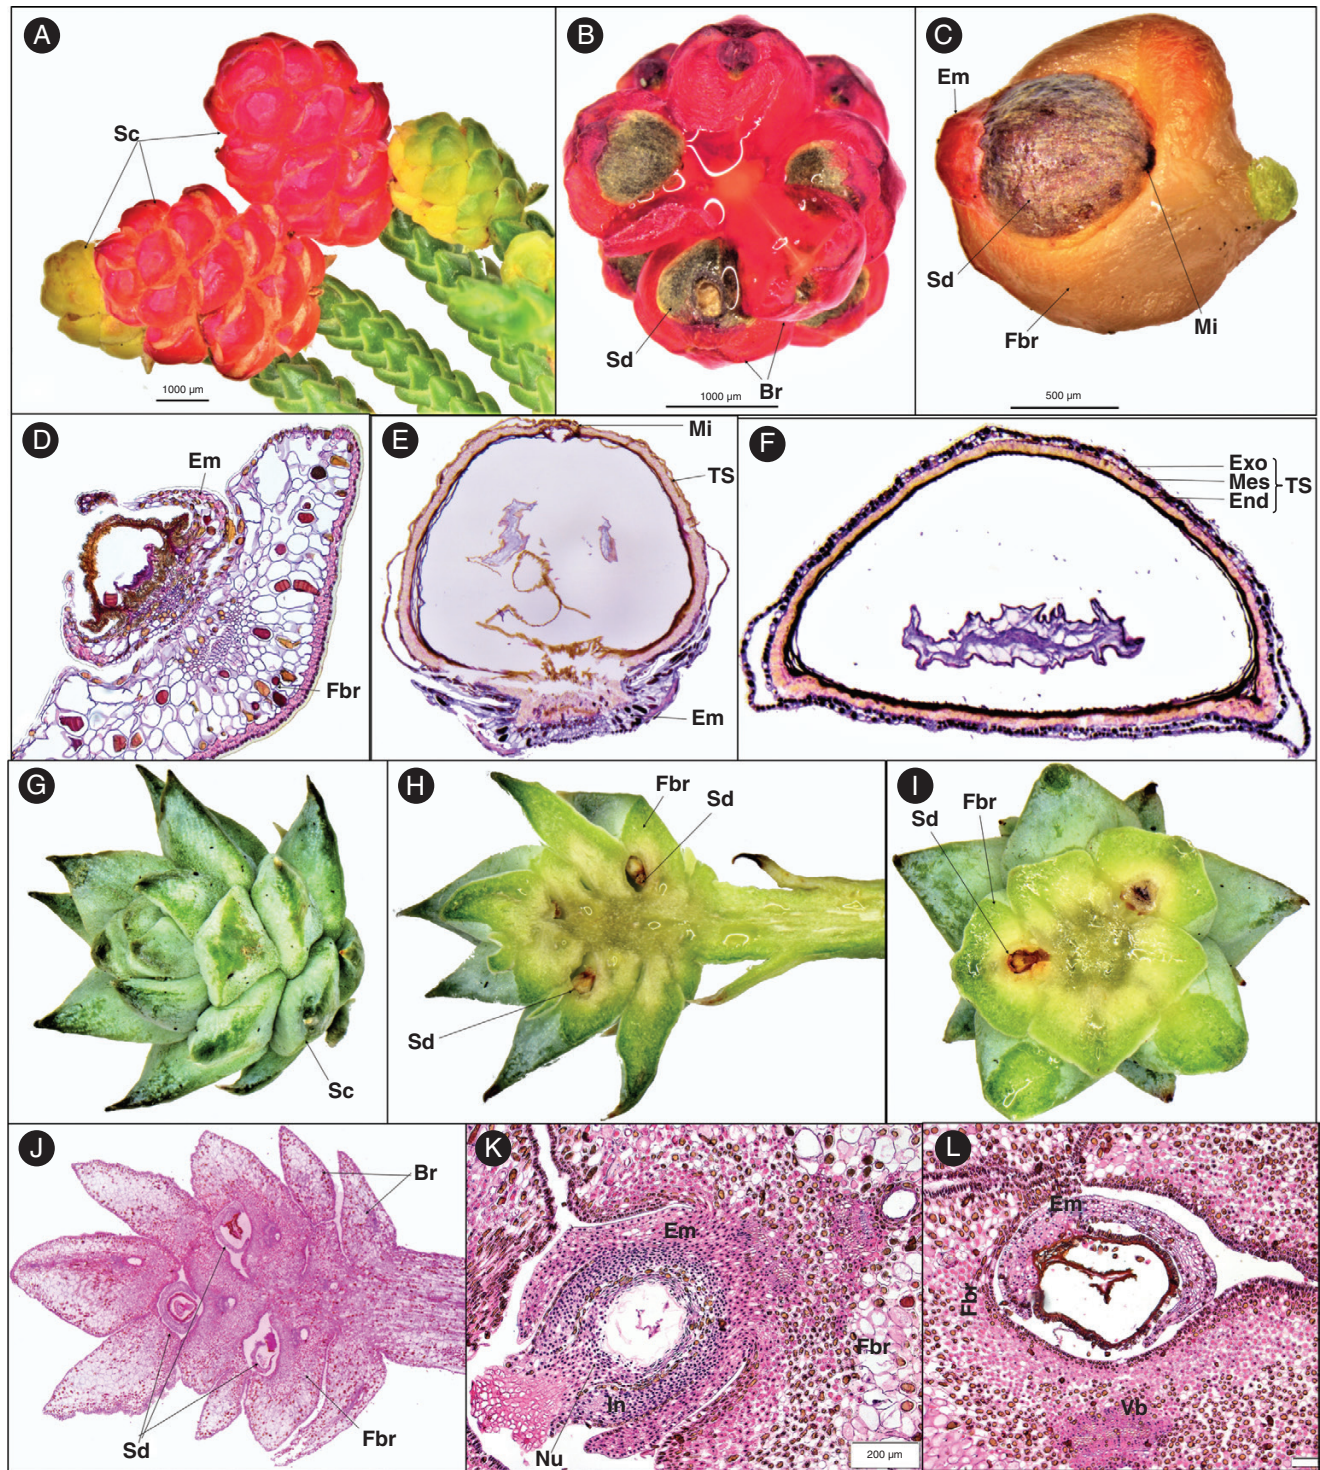 A
Sc
1000 µm
B
Sd
Br
1000 µm
C
Em
Sd
Fbr
Mi
500 µm
D
Em
Fbr
E
Mi
TS
Em
F
Exo
Mes
End
TS
G
Sc
H
Fbr
Sd
Sd
I
Fbr
Sd
J
Br
Sd
Fbr
K
Em
Fbr
In
Nu
200 µm
L
Em
Fbr
Vb